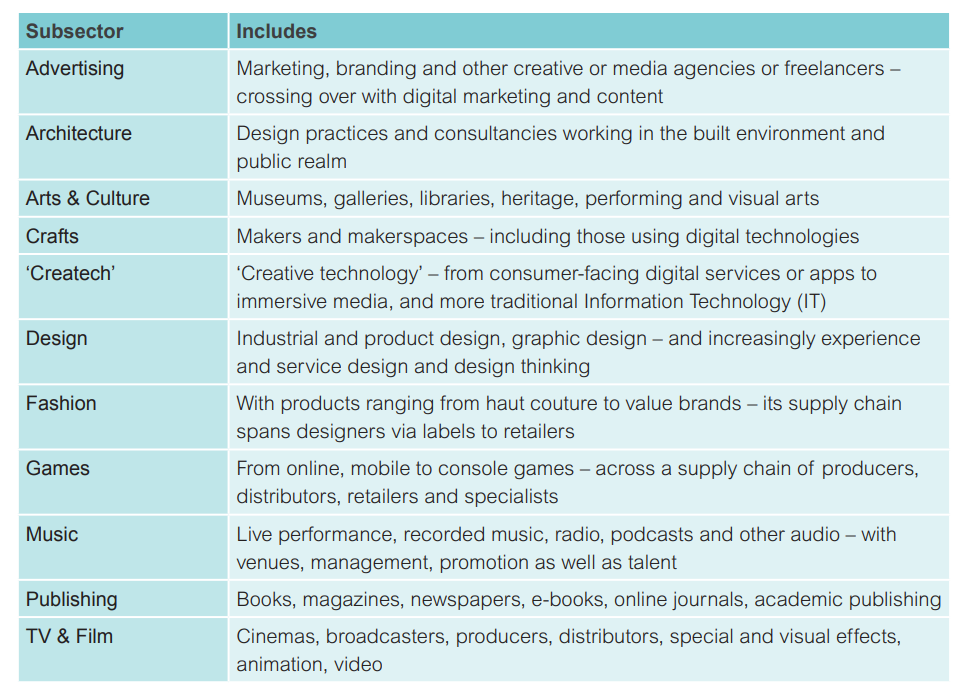 Subsector Includes
Advertising Marketing, branding and other creative or media agencies or freelancers –
crossing over with digital marketing and content
Architecture Design practices and consultancies working in the built environment and
public realm
Arts & Culture Museums, galleries, libraries, heritage, performing and visual arts
Crafts Makers and makerspaces – including those using digital technologies
‘Createch’ ‘Creative technology’ – from consumer-facing digital services or apps to
immersive media, and more traditional Information Technology (IT)
Design Industrial and product design, graphic design – and increasingly experience
and service design and design thinking
Fashion With products ranging from haut couture to value brands – its supply chain
spans designers via labels to retailers
Games From online, mobile to console games – across a supply chain of producers,
distributors, retailers and specialists
Music Live performance, recorded music, radio, podcasts and other audio – with
venues, management, promotion as well as talent
Publishing Books, magazines, newspapers, e-books, online journals, academic publishing
TV & Film Cinemas, broadcasters, producers, distributors, special and visual effects,
animation, video